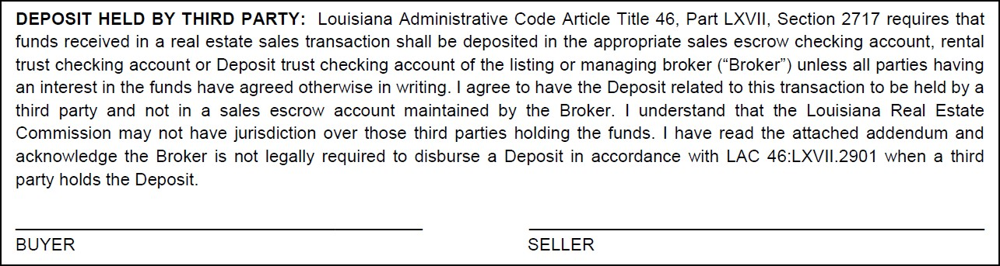 DEPOSIT HELD BY THIRD PARTY: Louisiana Administrative Code Article Title 46, Part LXVII, Section 2717 requires that
funds received in a real estate sales transaction shall be deposited in the appropriate sales escrow checking account, rental
trust checking account or Deposit trust checking account of the listing or managing broker (“Broker”) unless all parties having
an interest in the funds have agreed otherwise in writing. I agree to have the Deposit related to this transaction to be held by a
third party and not in a sales escrow account maintained by the Broker. I understand that the Louisiana Real Estate
Commission may not have jurisdiction over those third parties holding the funds. I have read the attached addendum and
acknowledge the Broker is not legally required to disburse a Deposit in accordance with LAC 46:LXVII.2901 when a third
party holds the Deposit.
BUYER
SELLER